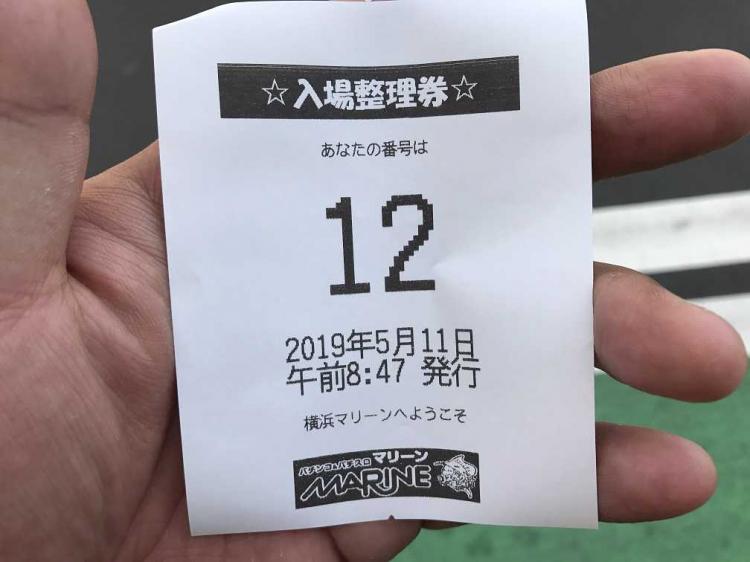 ☆入場整理券☆
あなたの番号は
12
2019年5月11日
午前8:47 発行
横浜マリーンへようこそ
パチンコ&パチスロ マリーン
MARINE